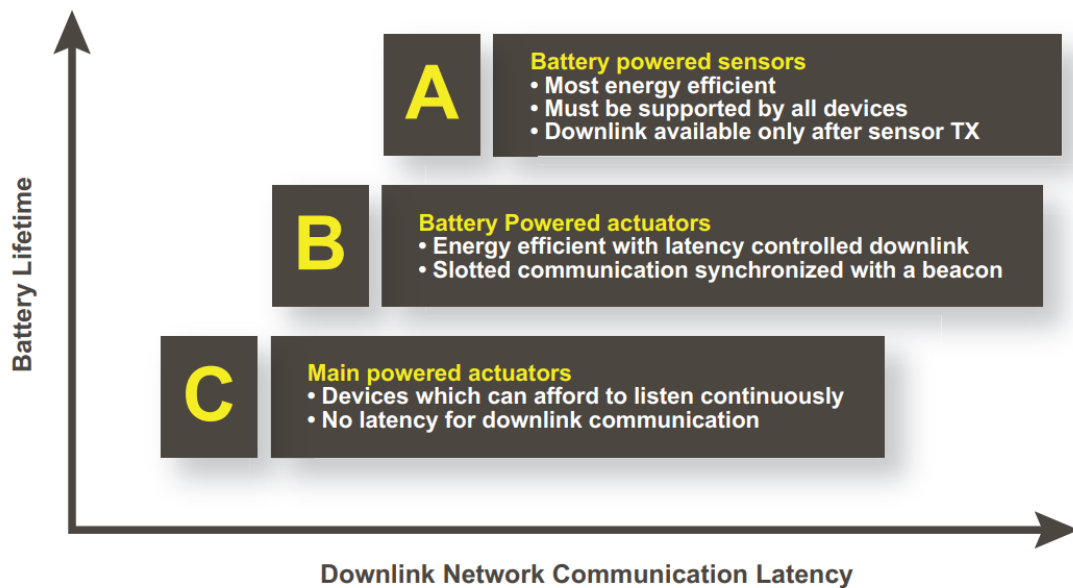 A
Battery powered sensors
• Most energy efficient
• Must be supported by all devices
• Downlink available only after sensor TX
B
Battery Powered actuators
• Energy efficient with latency controlled downlink
• Slotted communication synchronized with a beacon
C
Main powered actuators
• Devices which can afford to listen continuously
• No latency for downlink communication
Battery Lifetime
Downlink Network Communication Latency